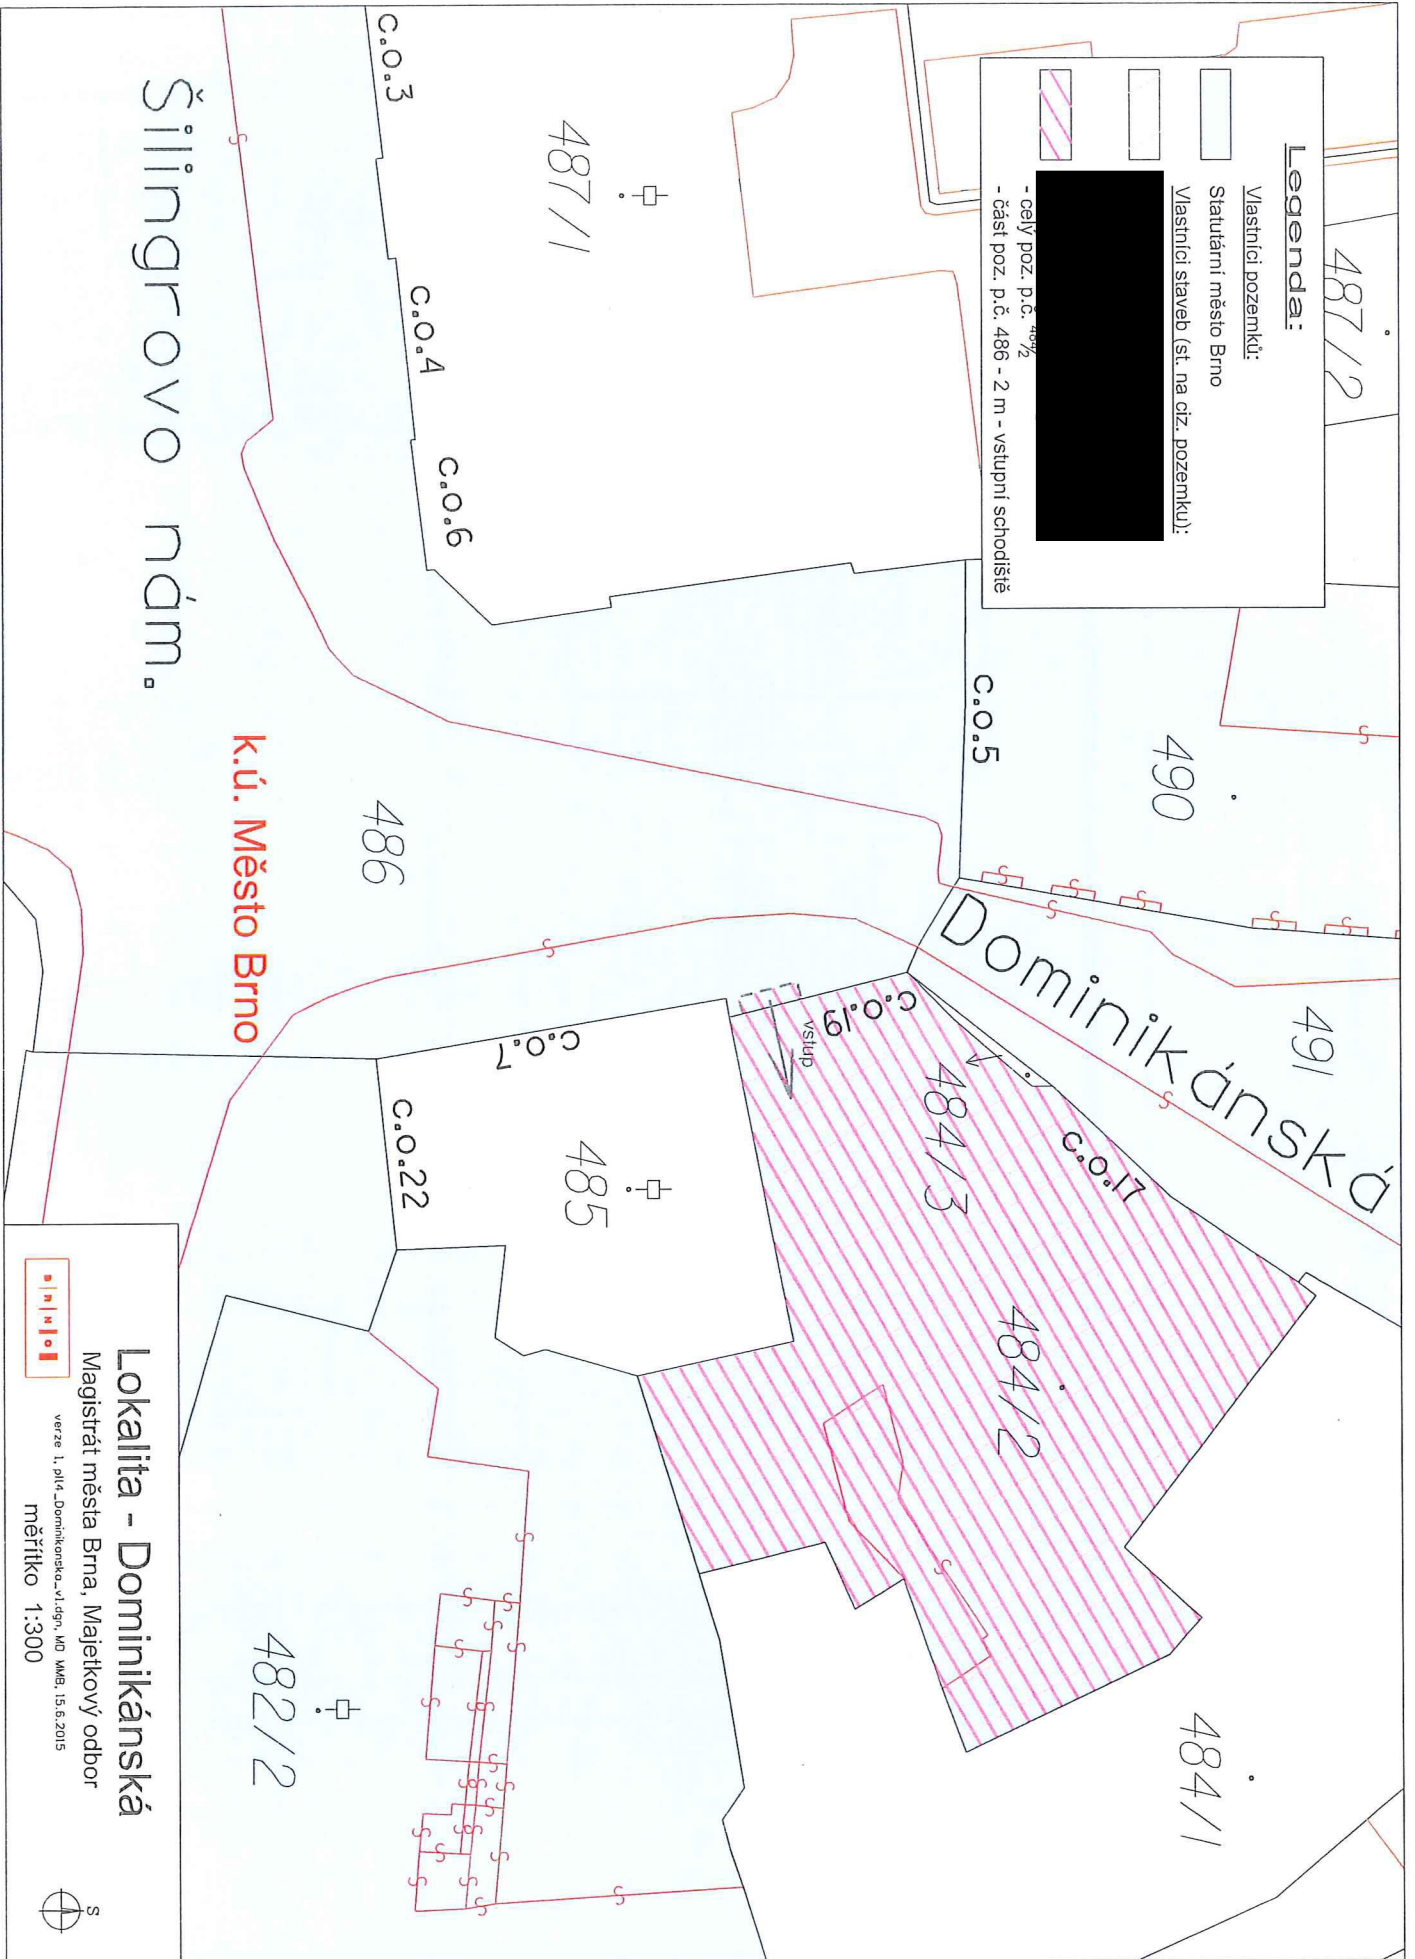 Legenda:
Vlastníci pozemků:
Statutární město Brno
Vlastníci staveb (st. na ciz. pozemku):
- celý poz. p.č. 484/2
- část poz. p.č. 486 - 2 m - vstupní schodiště
487/2
487/1
č.o.3
č.o.4
č.o.6
č.o.5
490
491
Šilingrovo nám.
486
k.ú. Město Brno
Dominikánská
č.o.19
vstup
č.o.17
484/3
484/2
484/1
č.o.7
č.o.22
485
482/2
Lokalita - Dominikánská
Magistrát města Brna, Majetkový odbor
verze 1, pl14_Dominikanska_v1.dgn, MO MMB, 15.6.2015
měřítko 1:300
B R N O
S